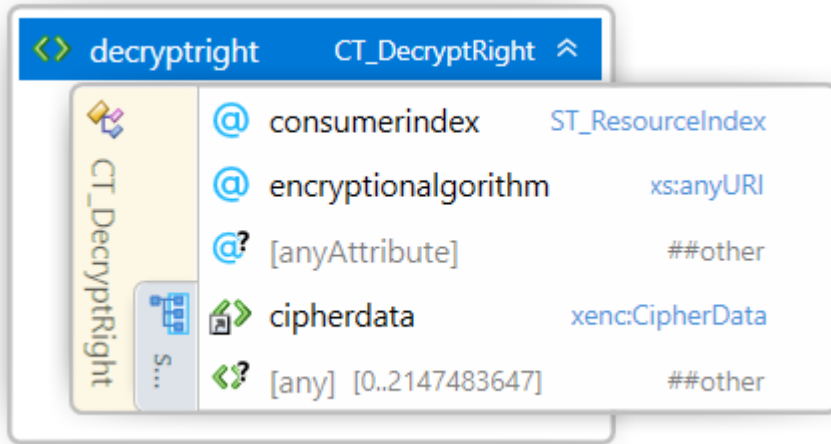 decryptright CT_DecryptRight
CT_DecryptRight
@ consumerindex ST_ResourceIndex
@ encryptionalgorithm xs:anyURI
@? [anyAttribute] ##other
S...
cipherdata xenc:CipherData
? [any] [0..2147483647] ##other